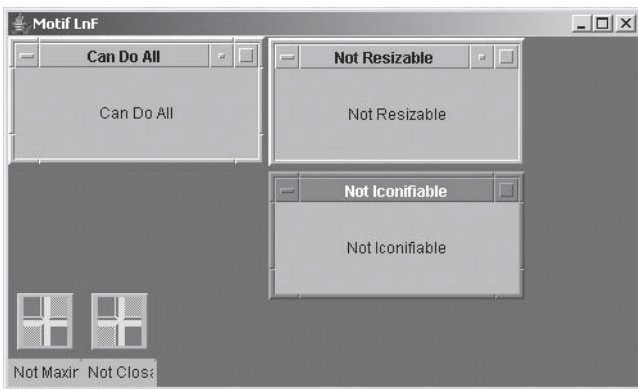 Motif LnF
Can Do All
Not Resizable
Can Do All
Not Resizable
Not Iconifiable
Not Iconifiable
Not Maxir
Not Closa